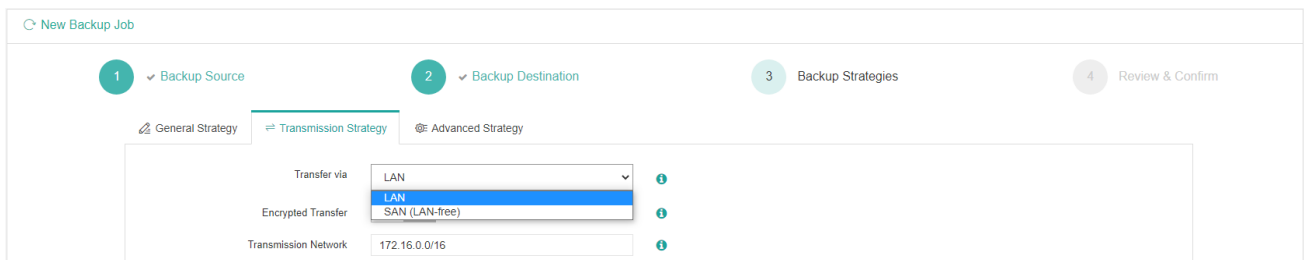 New Backup Job
1 Backup Source 2 Backup Destination 3 Backup Strategies 4 Review & Confirm
General Strategy Transmission Strategy Advanced Strategy
Transfer via LAN
LAN
SAN (LAN-free)
Encrypted Transfer
Transmission Network 172.16.0.0/16